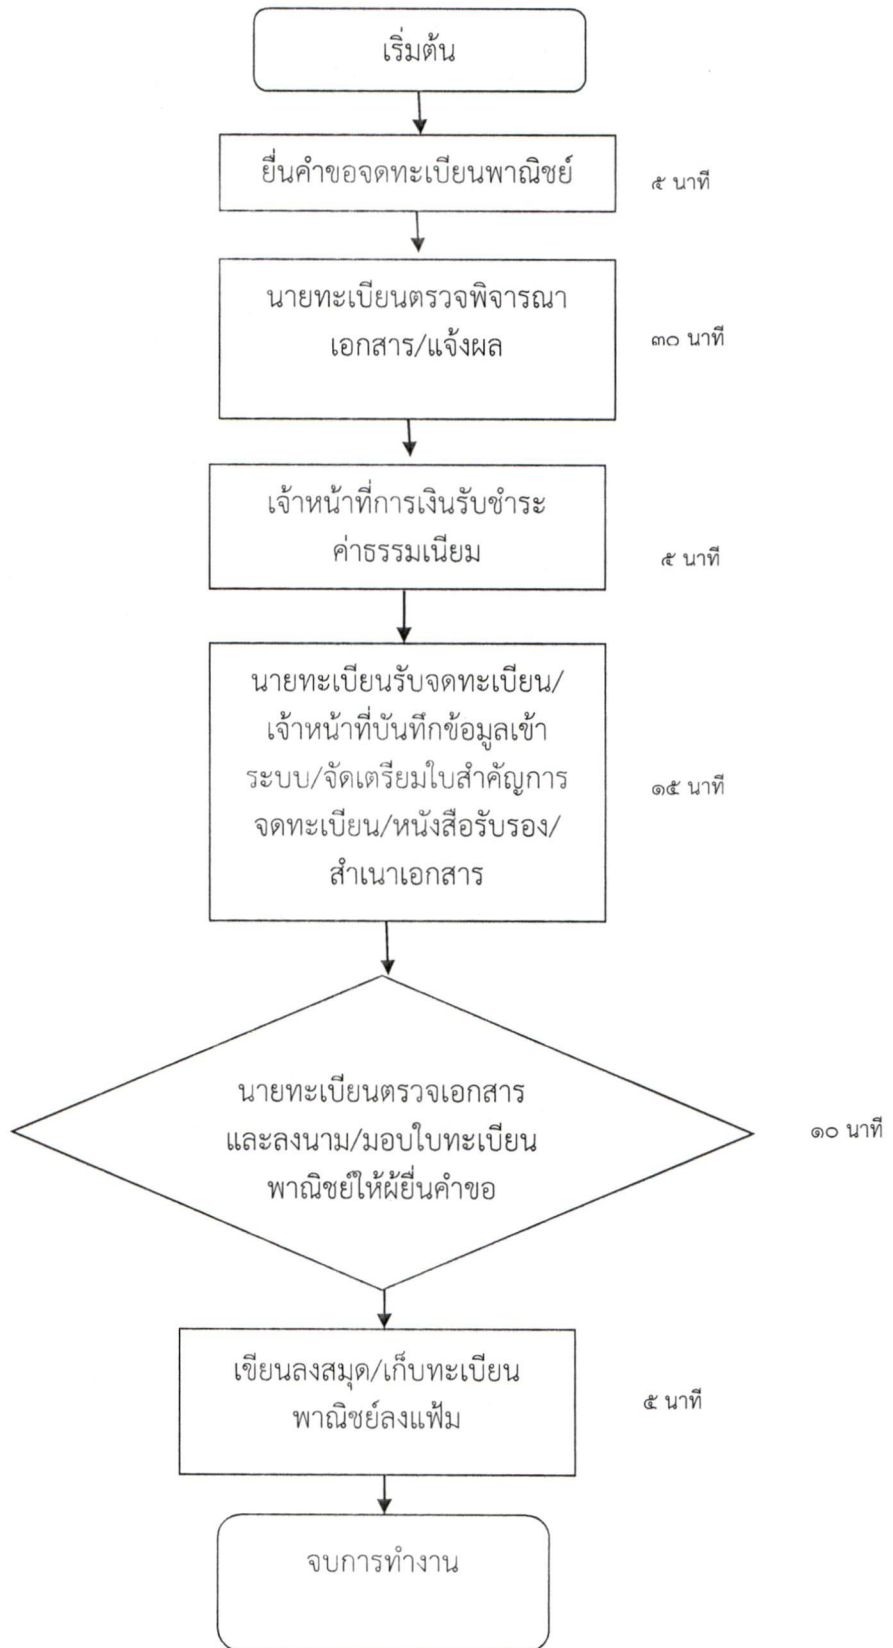 เริ่มต้น
ยื่นคำขอจดทะเบียนพาณิชย์
๕ นาที
นายทะเบียนตรวจพิจารณา
เอกสาร/แจ้งผล
๓๐ นาที
เจ้าหน้าที่การเงินรับชำระ
ค่าธรรมเนียม
๕ นาที
นายทะเบียนรับจดทะเบียน/
เจ้าหน้าที่บันทึกข้อมูลเข้า
ระบบ/จัดเตรียมใบสำคัญการ
จดทะเบียน/หนังสือรับรอง/
สำเนาเอกสาร
๑๕ นาที
นายทะเบียนตรวจเอกสาร
และลงนาม/มอบใบทะเบียน
พาณิชย์ให้ผู้ยื่นคำขอ
๑๐ นาที
เขียนลงสมุด/เก็บทะเบียน
พาณิชย์ลงแฟ้ม
๕ นาที
จบการทำงาน